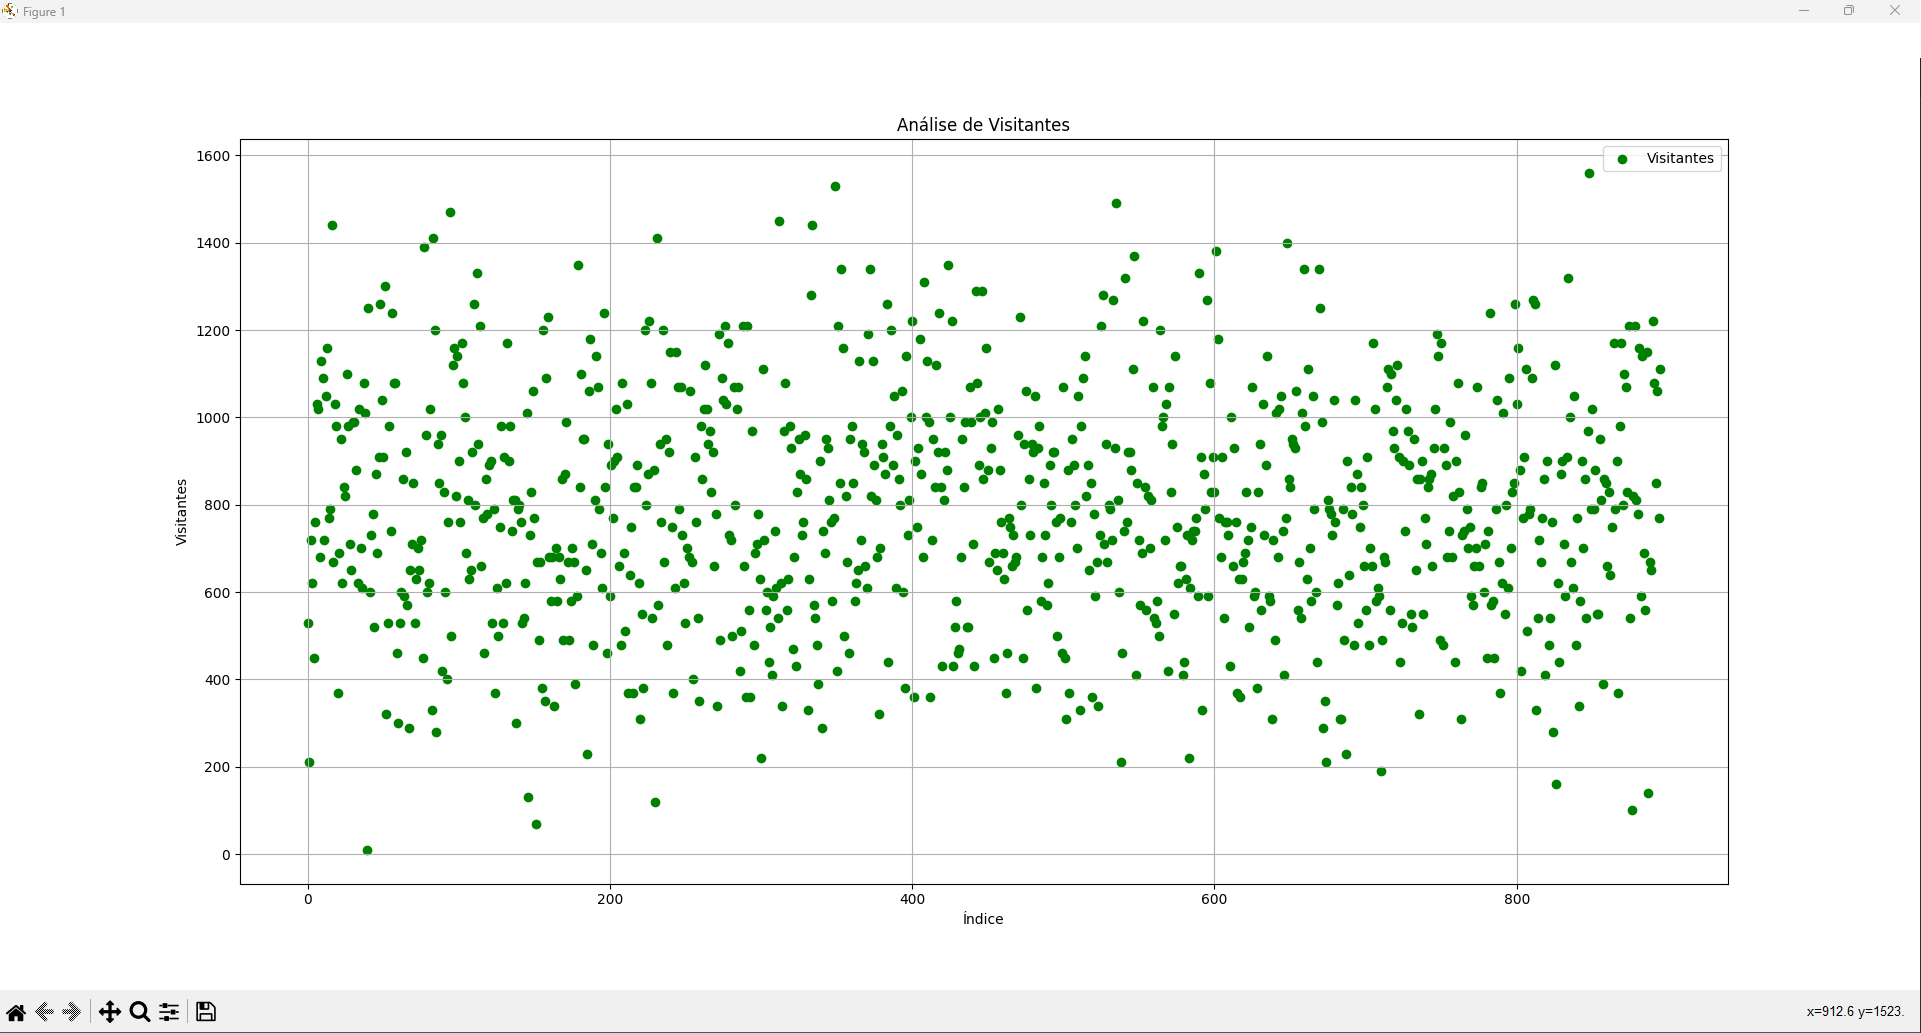 Figure 1
Análise de Visitantes
1600
1400
1200
1000
800
600
400
200
0
Visitantes
Visitantes
0 200 400 600 800
Índice
x=912.6 y=1523.